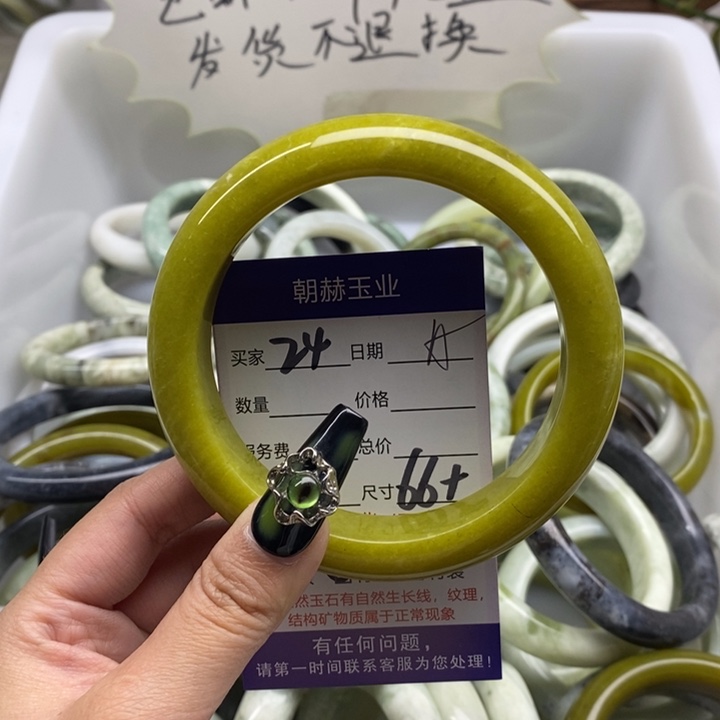 发货不退换
朝赫玉业
买家 24 日期 A
数量 价格
服务费 总价
尺寸 66+
然玉石有自然生长线，纹理，
结构矿物质属于正常现象
有任何问题，
请第一时间联系客服为您处理！